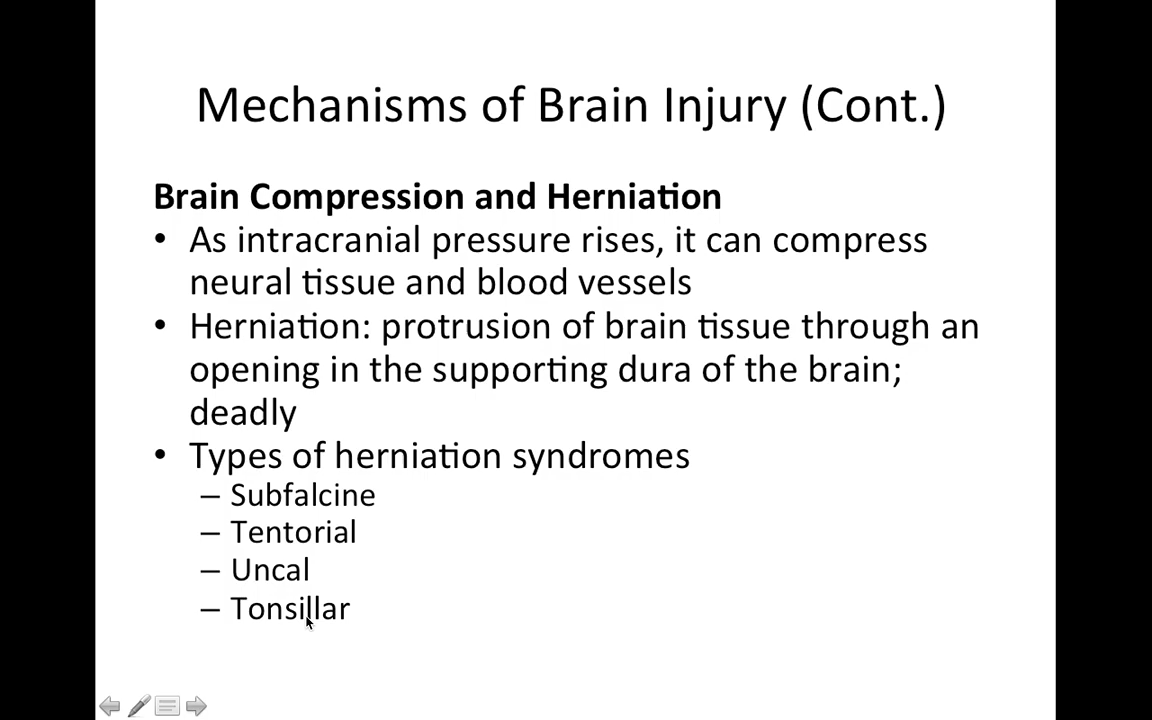 Mechanisms of Brain Injury (Cont.)
Brain Compression and Herniation
• As intracranial pressure rises, it can compress
neural tissue and blood vessels
• Herniation: protrusion of brain tissue through an
opening in the supporting dura of the brain;
deadly
• Types of herniation syndromes
– Subfalcine
– Tentorial
– Uncal
– Tonsillar